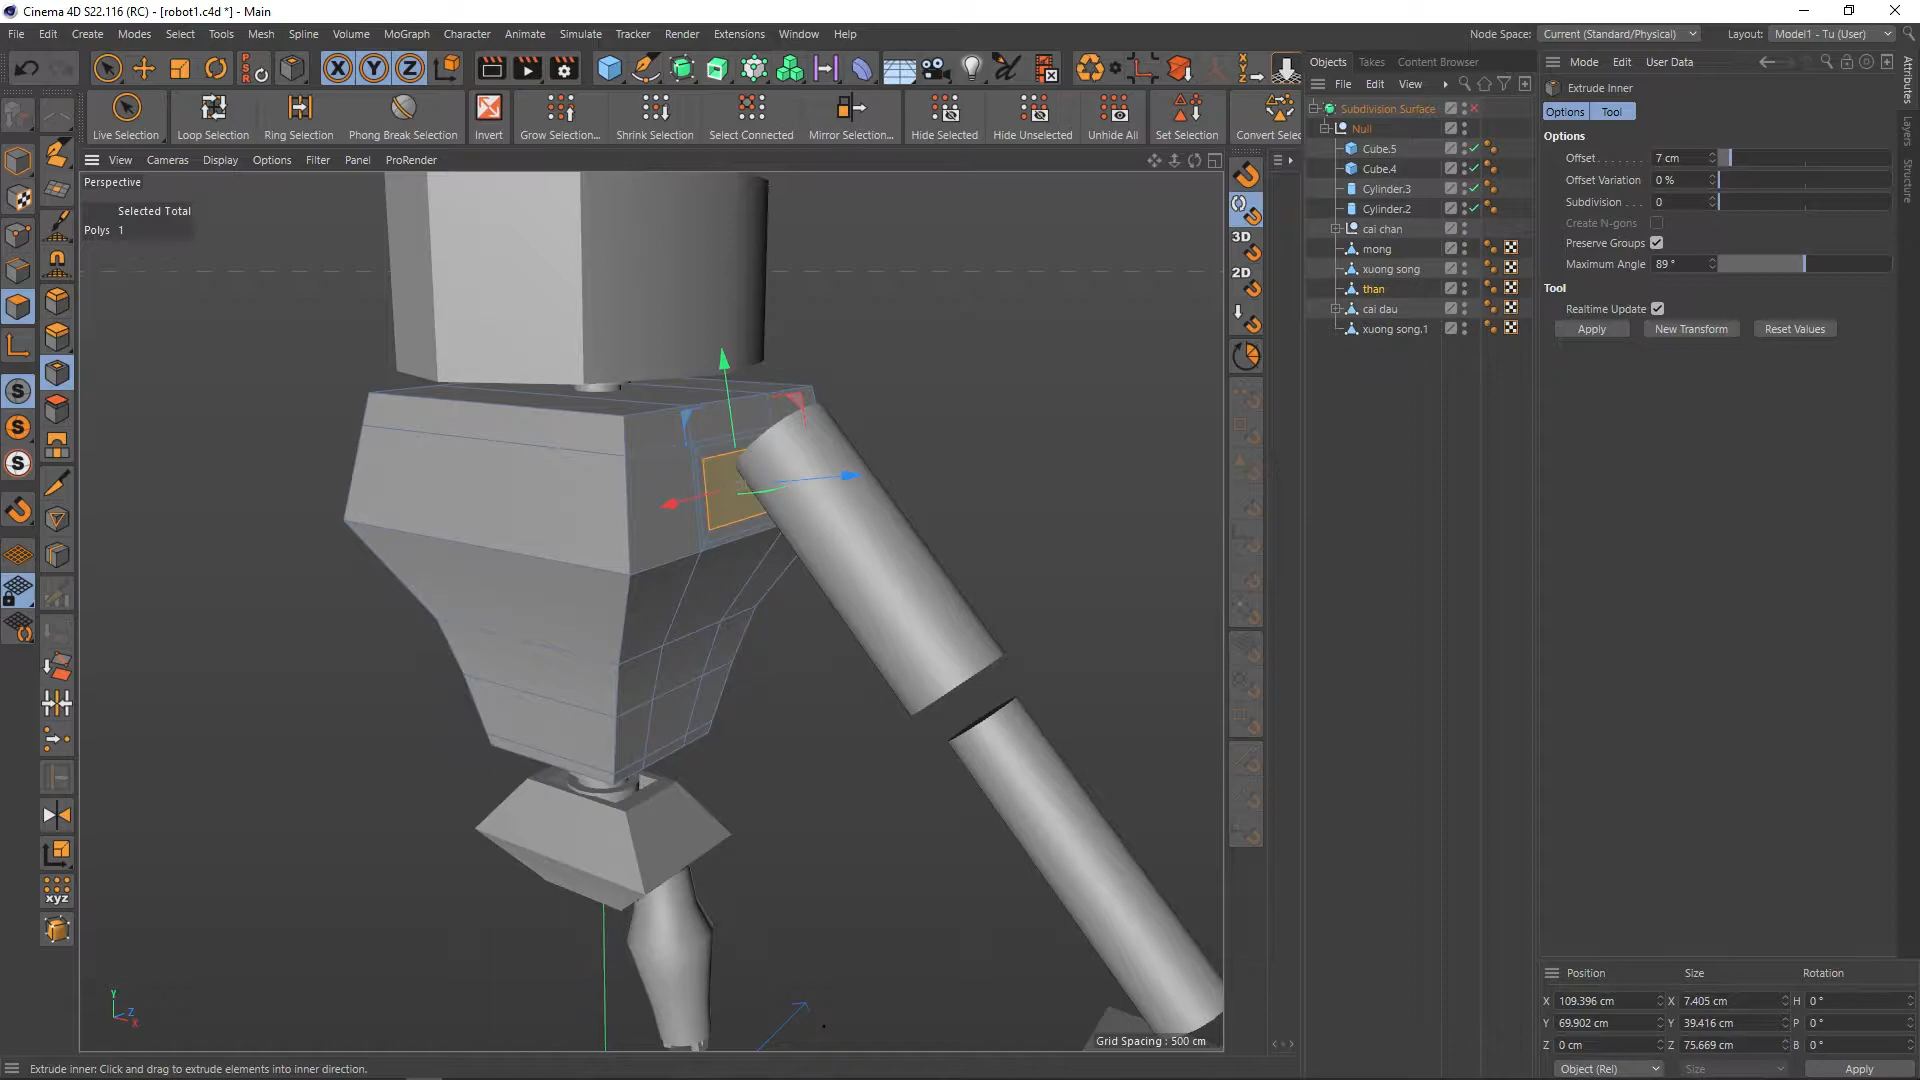 Cinema 4D S22.116 (RC) - [robot1.c4d *] - Main
File Edit Create Modes Select Tools Mesh Spline Volume MoGraph Character Animate Simulate Tracker Render Extensions Window Help
Node Space: Current (Standard/Physical) Layout: Model1 - Tu (User)
X Y Z
PSR
Objects Takes Content Browser
File Edit View
Mode Edit User Data
Live Selection Loop Selection Ring Selection Phong Break Selection Invert Grow Selection... Shrink Selection Select Connected Mirror Selection... Hide Selected Hide Unselected Unhide All Set Selection Convert Selec
View Cameras Display Options Filter Panel ProRender
Perspective
Selected Total
Polys 1
3D
2D
S
S
S
xyz
Subdivision Surface
Null
Cube.5
Cube.4
Cylinder.3
Cylinder.2
cai chan
mong
xuong song
than
cai dau
xuong song.1
Extrude Inner
Options Tool
Options
Offset . . . . . . . 7 cm
Offset Variation 0 %
Subdivision . . . 0
Create N-gons
Preserve Groups
Maximum Angle 89 °
Tool
Realtime Update
Apply New Transform Reset Values
Attributes
Layers
Structure
Y
Z
X
Grid Spacing : 500 cm
Position Size Rotation
X 109.396 cm X 7.405 cm H 0 °
Y 69.902 cm Y 39.416 cm P 0 °
Z 0 cm Z 75.669 cm B 0 °
Object (Rel) Size Apply
Extrude inner: Click and drag to extrude elements into inner direction.